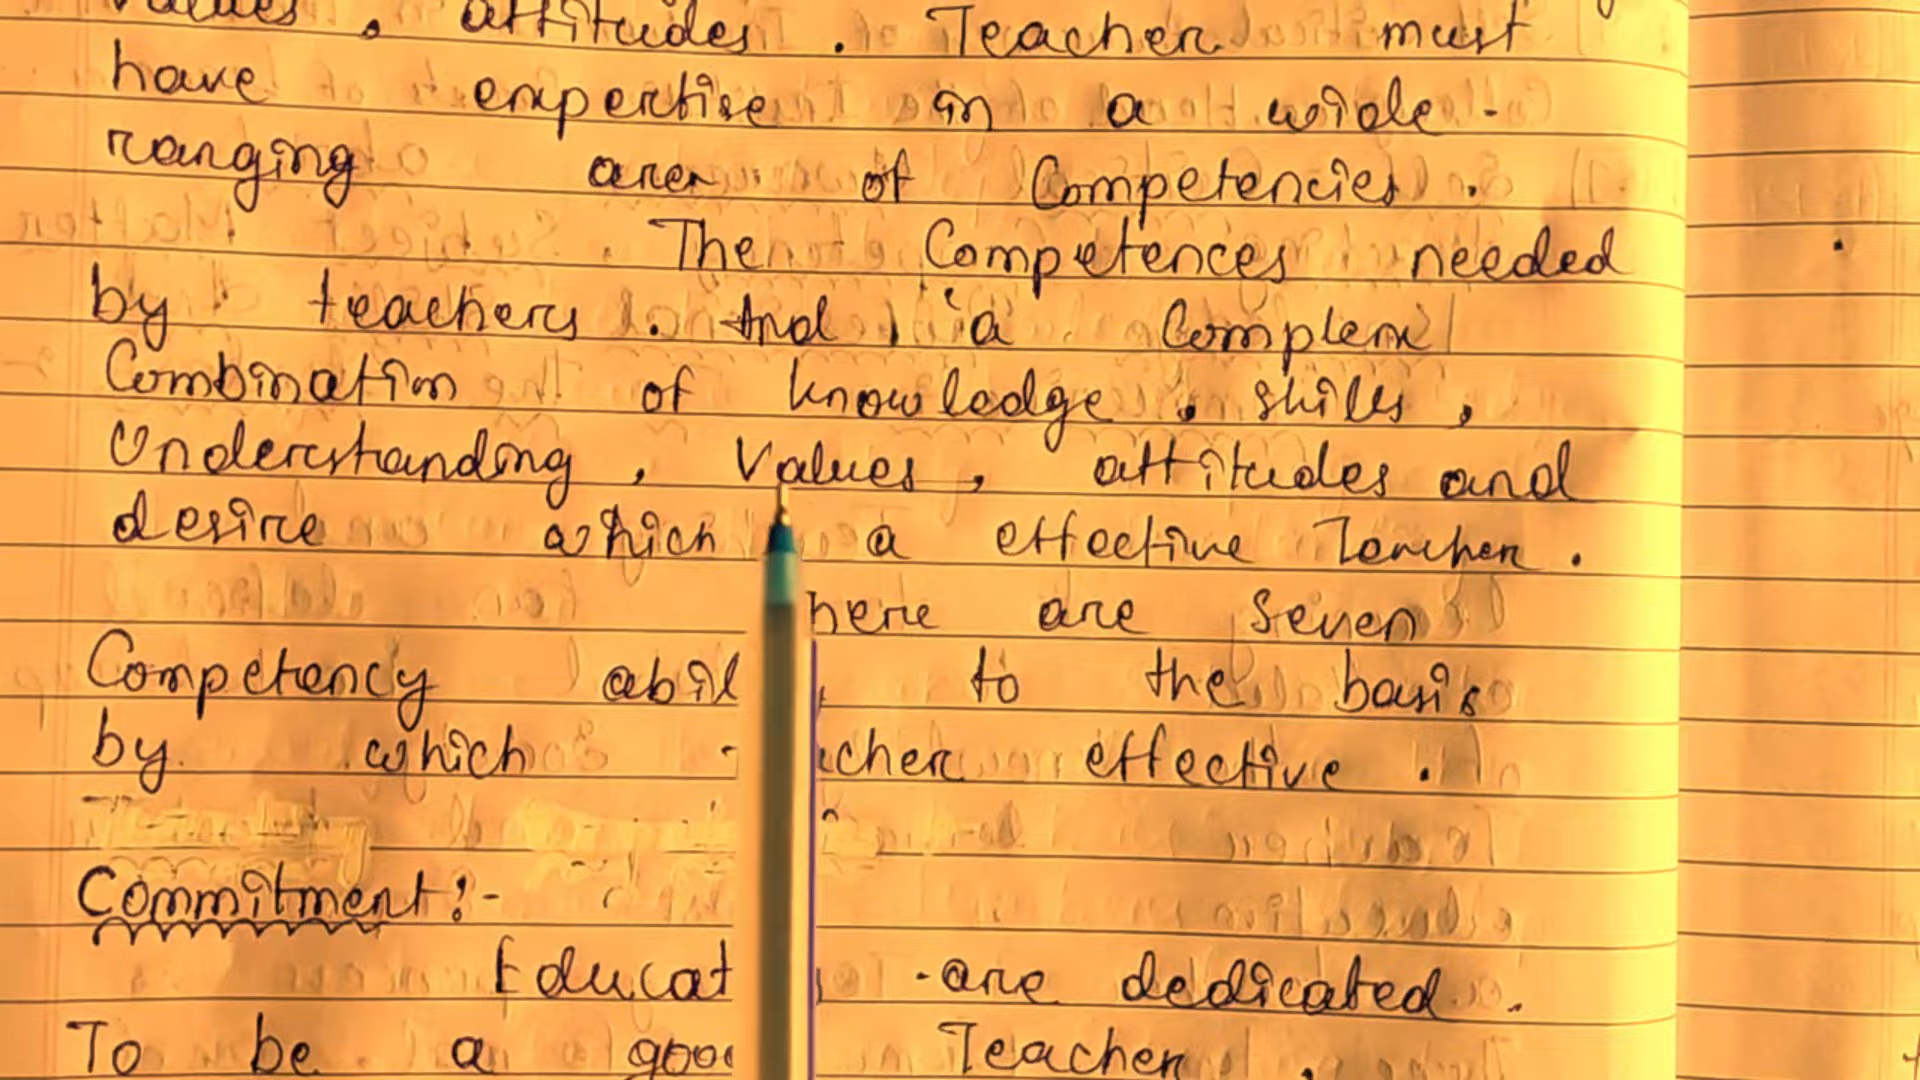 values , attitudes . Teacher must
have expertise in a wide -
ranging area of Competencies .
The Competences needed
by teachers . And , a Complex
Combination of knowledge , skills ,
Understanding , Values , attitudes and
desire which a effective Teacher .
here are seven
Competency abil to the basis
by which cher effective .
Commitment :-
Educat are dedicated .
To be a good Teacher ,